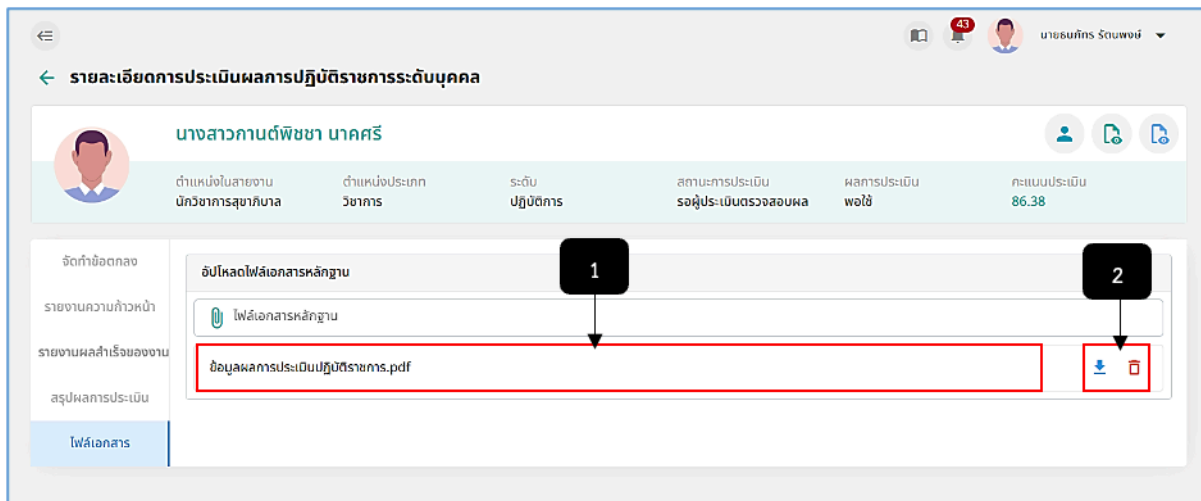 43
นายธนภัทร รัตนพงษ์
รายละเอียดการประเมินผลการปฏิบัติราชการระดับบุคคล
นางสาวกานต์พิชชา นาคศรี
ตำแหน่งในสายงาน ตำแหน่งประเภท ระดับ สถานะการประเมิน ผลการประเมิน คะแนนประเมิน
นักวิชาการสุขาภิบาล วิชาการ ปฏิบัติการ รอผู้ประเมินตรวจสอบผล พอใช้ 86.38
จัดทำข้อตกลง
รายงานความก้าวหน้า
รายงานผลสำเร็จของงาน
สรุปผลการประเมิน
ไฟล์เอกสาร
อัปโหลดไฟล์เอกสารหลักฐาน
1
2
ไฟล์เอกสารหลักฐาน
ข้อมูลผลการประเมินปฏิบัติราชการ.pdf